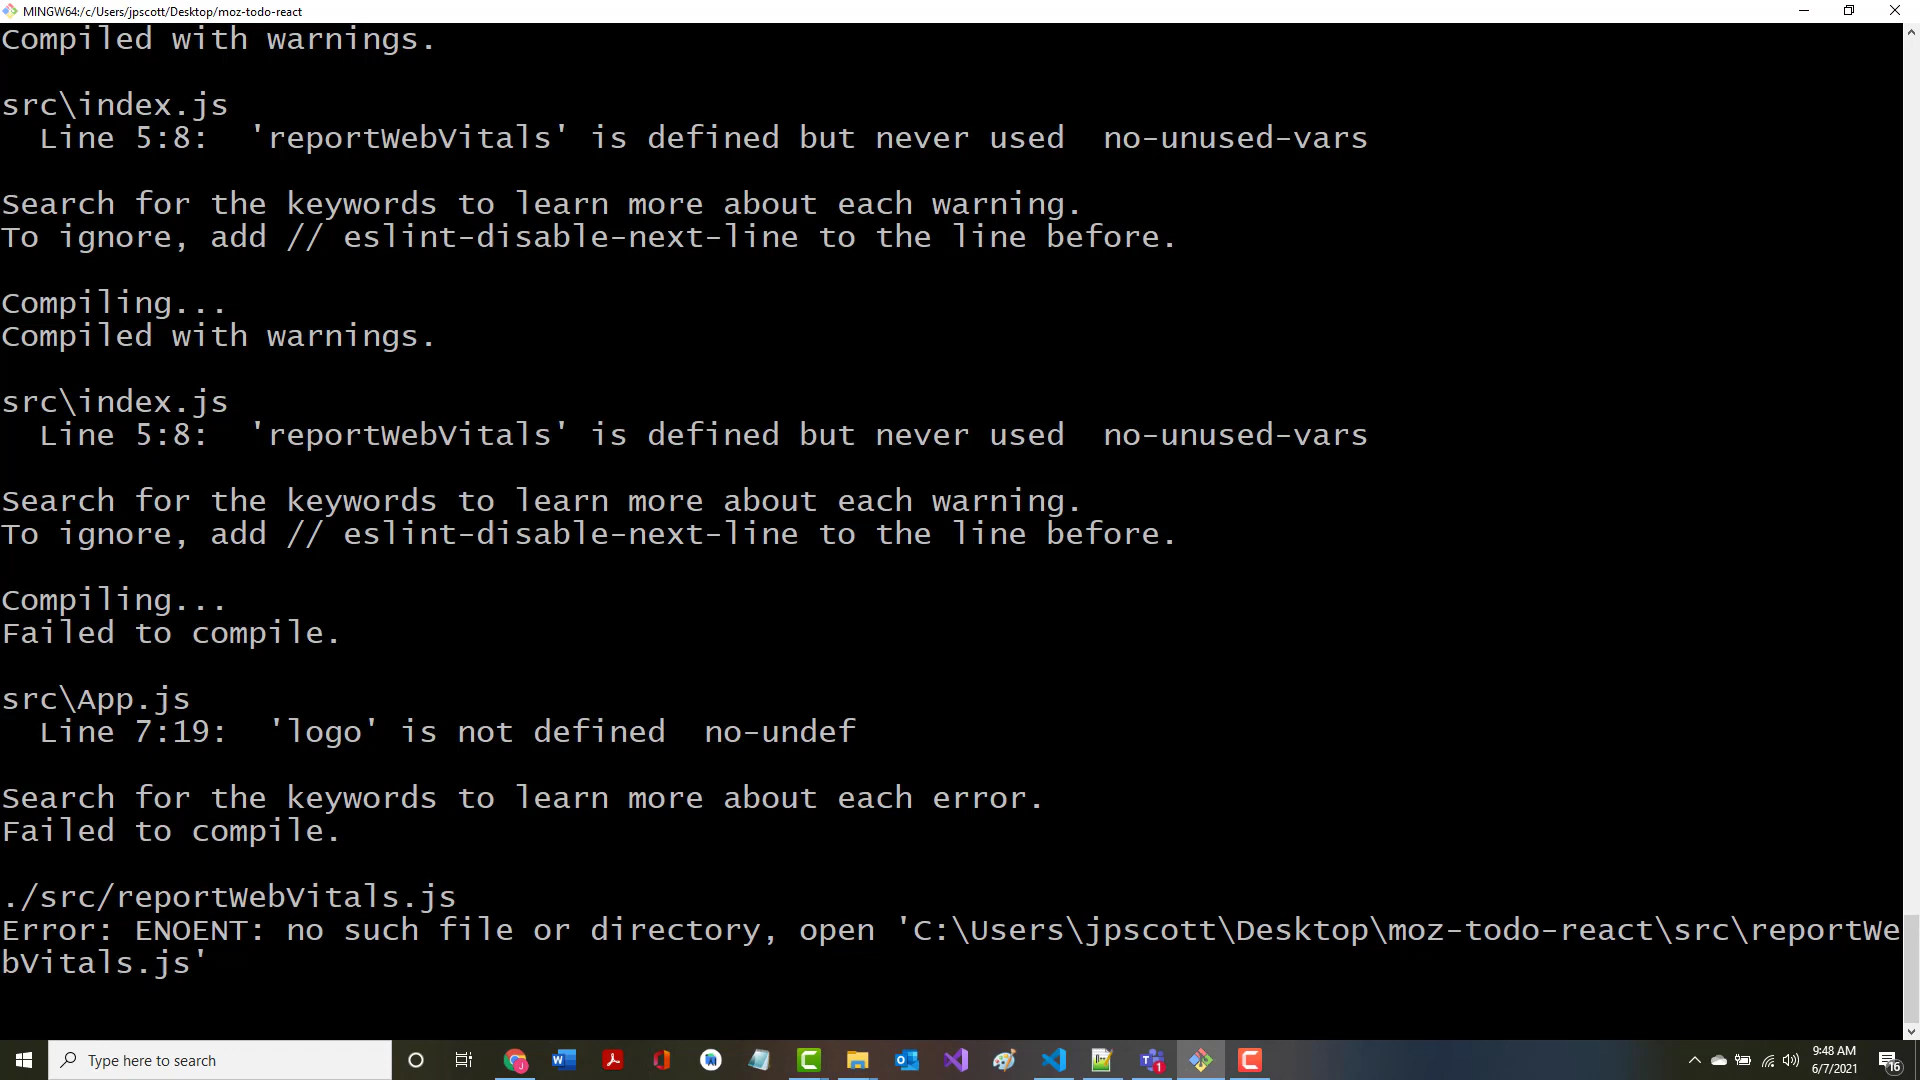 MINGW64:/c/Users/jpscott/Desktop/moz-todo-react
Compiled with warnings.
src\index.js
Line 5:8:  'reportWebVitals' is defined but never used  no-unused-vars
Search for the keywords to learn more about each warning.
To ignore, add // eslint-disable-next-line to the line before.
Compiling...
Compiled with warnings.
src\index.js
Line 5:8:  'reportWebVitals' is defined but never used  no-unused-vars
Search for the keywords to learn more about each warning.
To ignore, add // eslint-disable-next-line to the line before.
Compiling...
Failed to compile.
src\App.js
Line 7:19:  'logo' is not defined  no-undef
Search for the keywords to learn more about each error.
Failed to compile.
./src/reportWebVitals.js
Error: ENOENT: no such file or directory, open 'C:\Users\jpscott\Desktop\moz-todo-react\src\reportWe
bVitals.js'
Type here to search
9:48 AM
6/7/2021
16